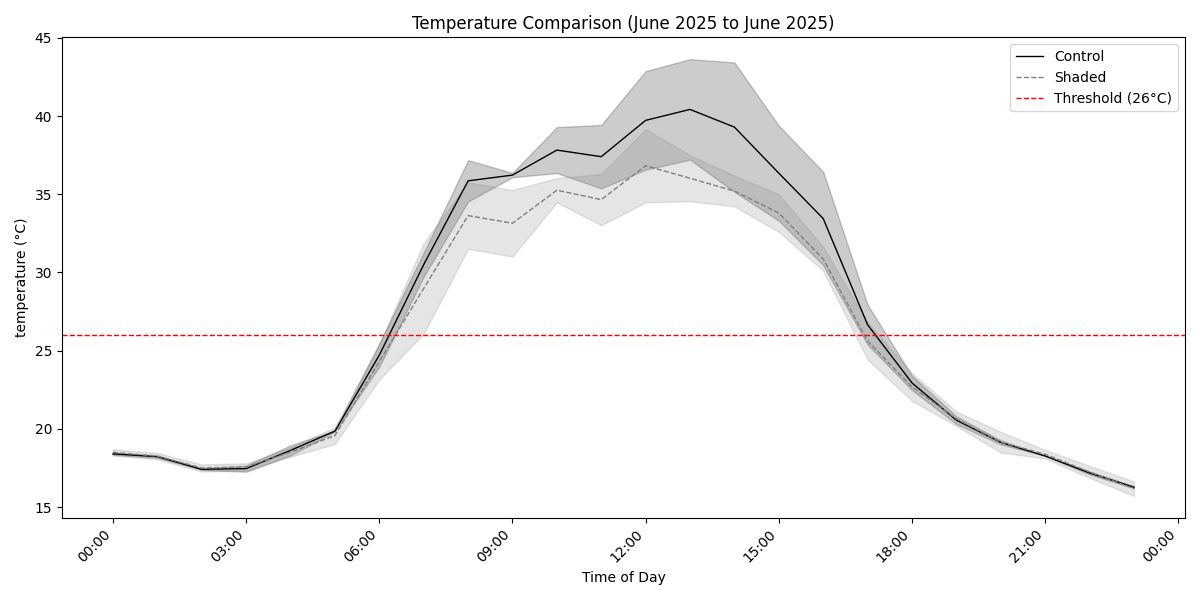 Temperature Comparison (June 2025 to June 2025)
Control
Shaded
Threshold (26°C)
temperature (°C)
45
40
35
30
25
20
15
00:00
03:00
06:00
09:00
12:00
15:00
18:00
21:00
00:00
Time of Day